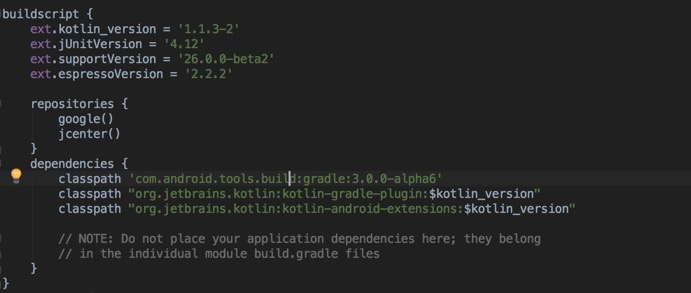 buildscript {
ext.kotlin_version = '1.1.3-2'
ext.jUnitVersion = '4.12'
ext.supportVersion = '26.0.0-beta2'
ext.espressoVersion = '2.2.2'
repositories {
google()
jcenter()
}
dependencies {
classpath 'com.android.tools.build:gradle:3.0.0-alpha6'
classpath "org.jetbrains.kotlin:kotlin-gradle-plugin:$kotlin_version"
classpath "org.jetbrains.kotlin:kotlin-android-extensions:$kotlin_version"
// NOTE: Do not place your application dependencies here; they belong
// in the individual module build.gradle files
}
}